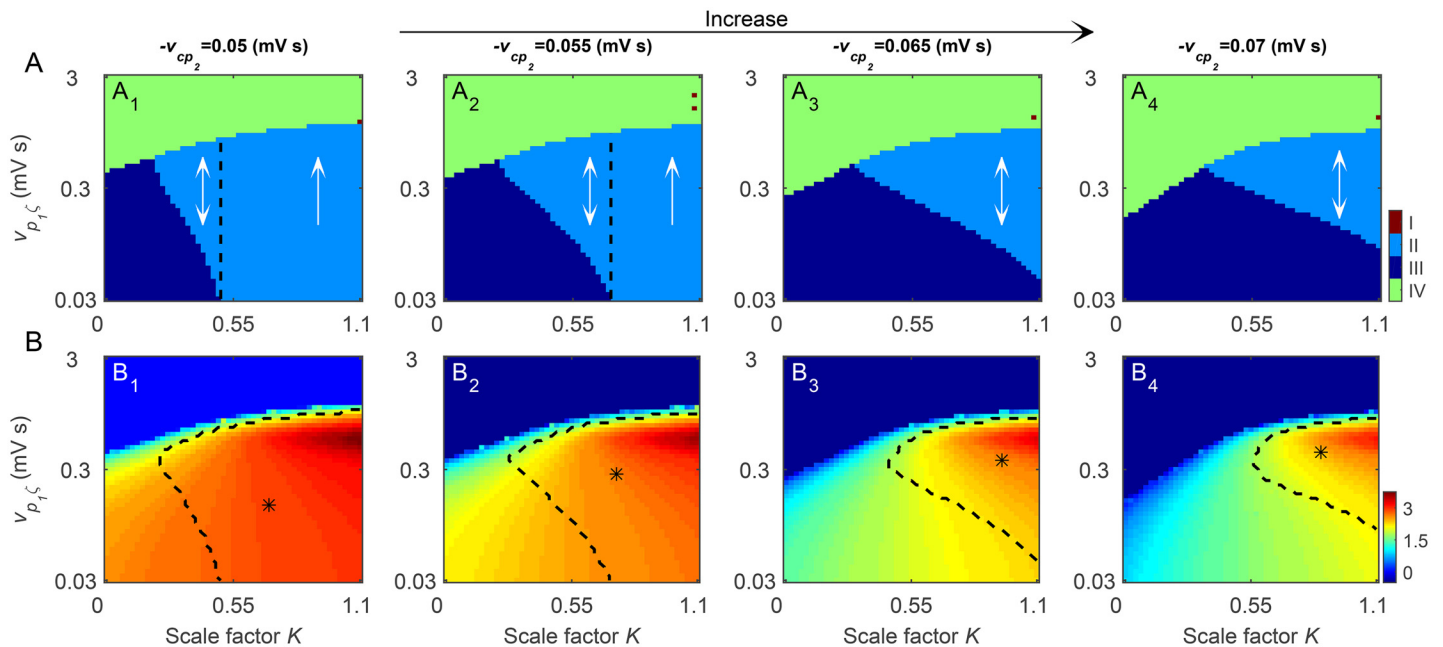 Increase
-v_cp2 =0.05 (mV s) -v_cp2 =0.055 (mV s) -v_cp2 =0.065 (mV s) -v_cp2 =0.07 (mV s)
A
3 A1 3 A2 3 A3 3 A4
v_p1ζ (mV s)
0.3 0.3 0.3 0.3
I
II
III
IV
0.03 0.03 0.03 0.03
0 0.55 1.1 0 0.55 1.1 0 0.55 1.1 0 0.55 1.1
B
3 B1 3 B2 3 B3 3 B4
v_p1ζ (mV s)
0.3 0.3 0.3 0.3
3
1.5
0
0.03 0.03 0.03 0.03
0 0.55 1.1 0 0.55 1.1 0 0.55 1.1 0 0.55 1.1
Scale factor K Scale factor K Scale factor K Scale factor K